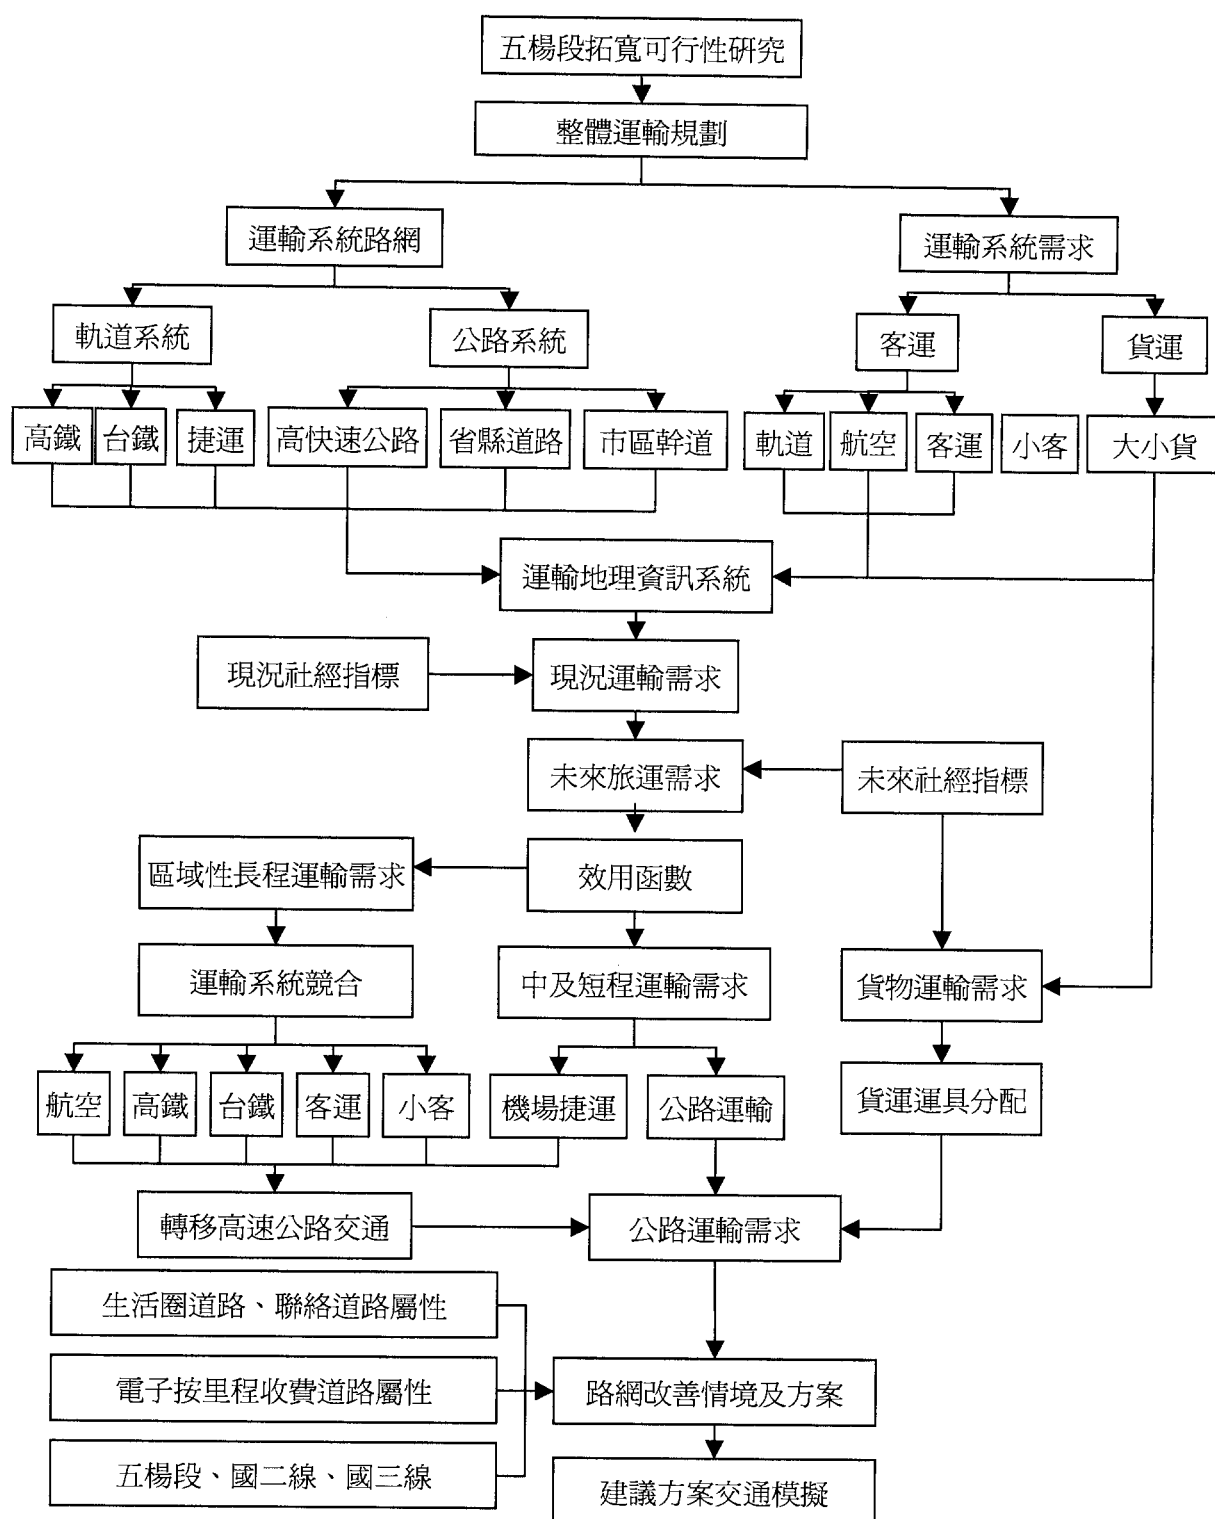 五楊段拓寬可行性研究
整體運輸規劃
運輸系統路網
運輸系統需求
軌道系統
公路系統
客運
貨運
高鐵
台鐵
捷運
高快速公路
省縣道路
市區幹道
軌道
航空
客運
小客
大小貨
運輸地理資訊系統
現況社經指標
現況運輸需求
未來旅運需求
未來社經指標
區域性長程運輸需求
效用函數
運輸系統競合
中及短程運輸需求
貨物運輸需求
航空
高鐵
台鐵
客運
小客
機場捷運
公路運輸
貨運運具分配
轉移高速公路交通
公路運輸需求
生活圈道路、聯絡道路屬性
電子按里程收費道路屬性
路網改善情境及方案
五楊段、國二線、國三線
建議方案交通模擬